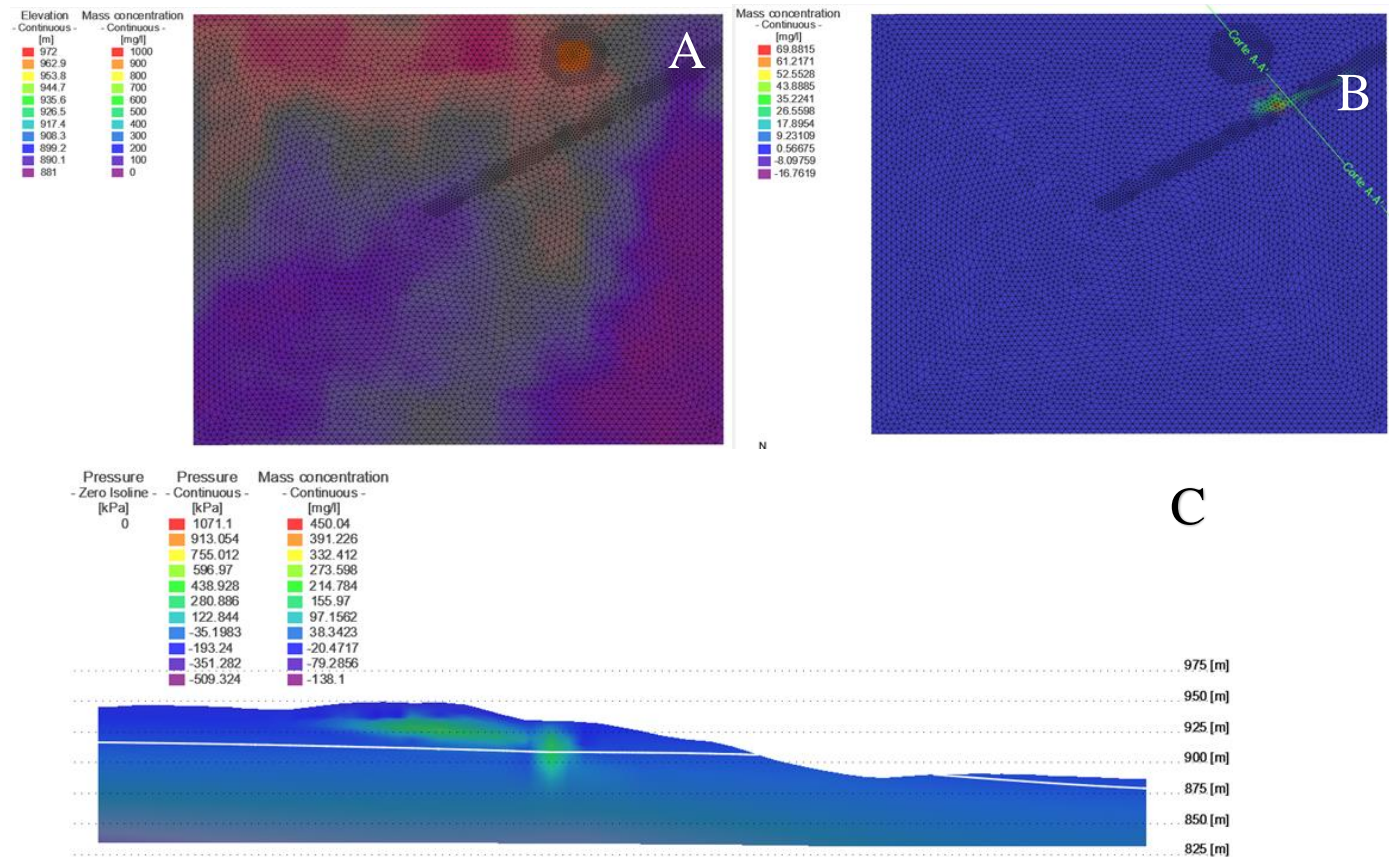 Elevation Mass concentration
- Continuous - - Continuous -
[m] [mg/l]
972 1000
962.9 900
953.8 800
944.7 700
935.6 600
926.5 500
917.4 400
908.3 300
899.2 200
890.1 100
881 0
A
Mass concentration
- Continuous -
[mg/l]
69.8815
61.2171
52.5528
43.8885
35.2241
26.5598
17.8954
9.23109
0.56675
-8.09759
-16.7619
Corte A-A'
B
Corte A-A'
N
Pressure Pressure Mass concentration
- Zero Isoline - - Continuous - - Continuous -
[kPa] [kPa] [mg/l]
0 1071.1 450.04
913.054 391.226
755.012 332.412
596.97 273.598
438.928 214.784
280.886 155.97
122.844 97.1562
-35.1983 38.3423
-193.24 -20.4717
-351.282 -79.2856
-509.324 -138.1
C
975 [m]
950 [m]
925 [m]
900 [m]
875 [m]
850 [m]
825 [m]